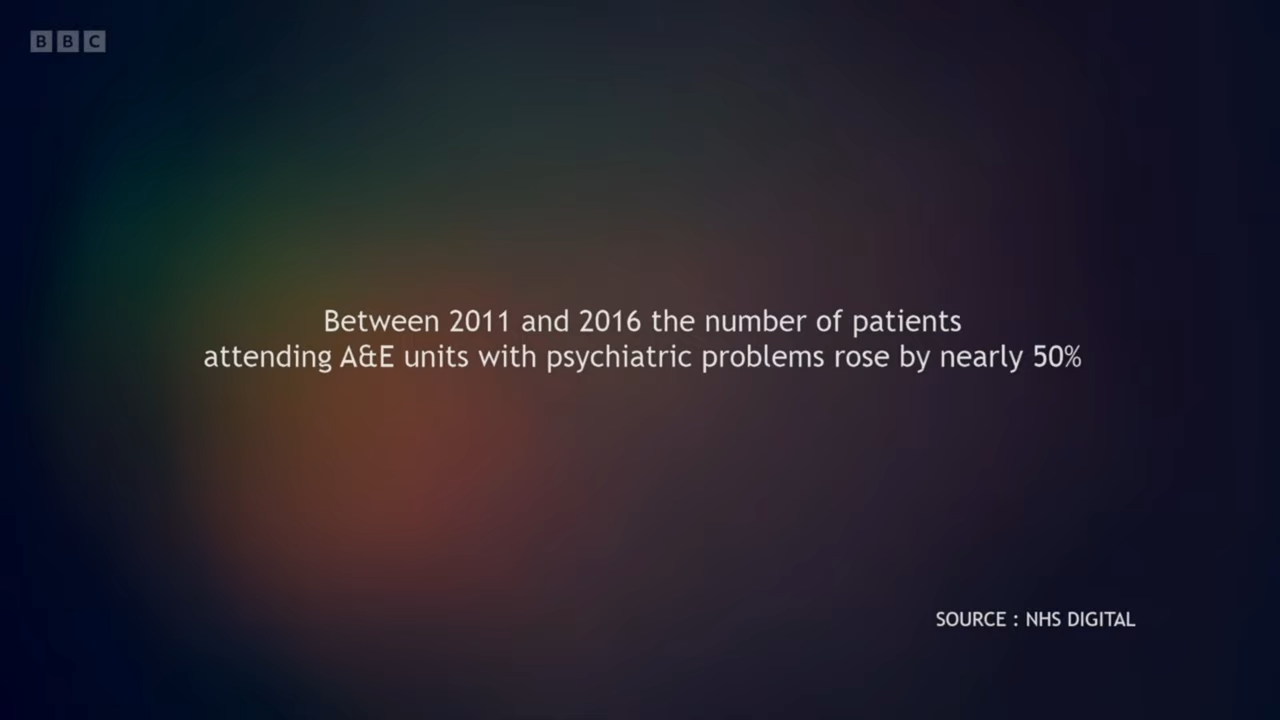 BBC
Between 2011 and 2016 the number of patients
attending A&E units with psychiatric problems rose by nearly 50%
SOURCE : NHS DIGITAL